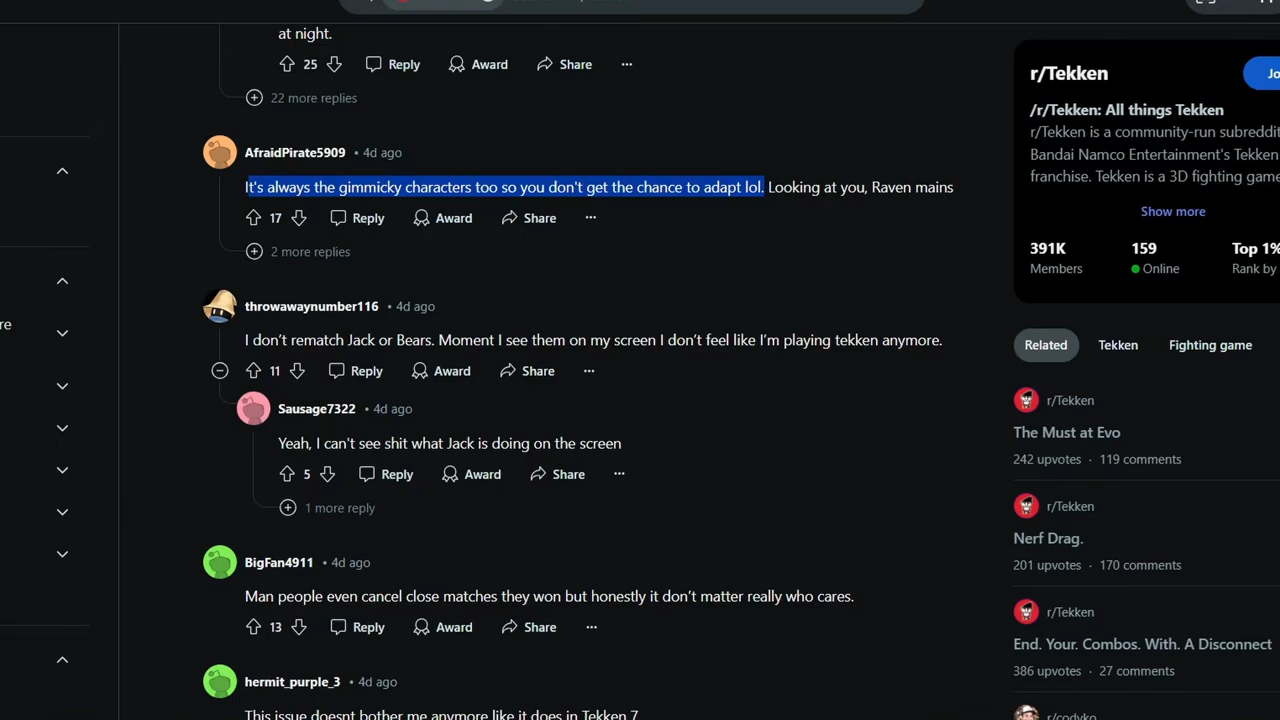 at night.
25 Reply Award Share ...
22 more replies
AfraidPirate5909 • 4d ago
It's always the gimmicky characters too so you don't get the chance to adapt lol. Looking at you, Raven mains
17 Reply Award Share ...
2 more replies
throwawaynumber116 • 4d ago
I don’t rematch Jack or Bears. Moment I see them on my screen I don’t feel like I’m playing tekken anymore.
11 Reply Award Share ...
Sausage7322 • 4d ago
Yeah, I can't see shit what Jack is doing on the screen
5 Reply Award Share ...
1 more reply
BigFan4911 • 4d ago
Man people even cancel close matches they won but honestly it don’t matter really who cares.
13 Reply Award Share ...
hermit_purple_3 • 4d ago
This issue doesnt bother me anymore like it does in Tekken 7
re
r/Tekken
Jo
/r/Tekken: All things Tekken
r/Tekken is a community-run subreddit
Bandai Namco Entertainment's Tekken
franchise. Tekken is a 3D fighting game
Show more
391K 159 Top 1%
Members Online Rank by
Related Tekken Fighting game
r/Tekken
The Must at Evo
242 upvotes · 119 comments
r/Tekken
Nerf Drag.
201 upvotes · 170 comments
r/Tekken
End. Your. Combos. With. A Disconnect
386 upvotes · 27 comments
r/codyko